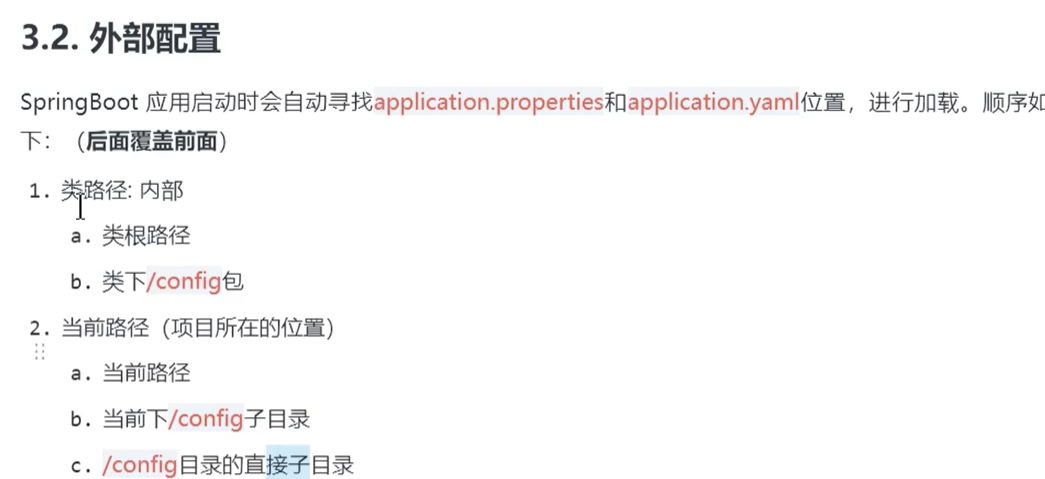 3.2. 外部配置
SpringBoot 应用启动时会自动寻找application.properties和application.yaml位置，进行加载。顺序如
下：（后面覆盖前面）
1. 类路径: 内部
a. 类根路径
b. 类下/config包
2. 当前路径（项目所在的位置）
a. 当前路径
b. 当前下/config子目录
c. /config目录的直接子目录